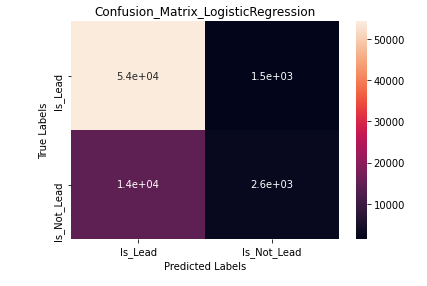 Confusion_Matrix_LogisticRegression
True Labels
Is_Lead
5.4e+04
1.5e+03
Is_Not_Lead
1.4e+04
2.6e+03
Is_Lead
Is_Not_Lead
Predicted Labels
50000
40000
30000
20000
10000